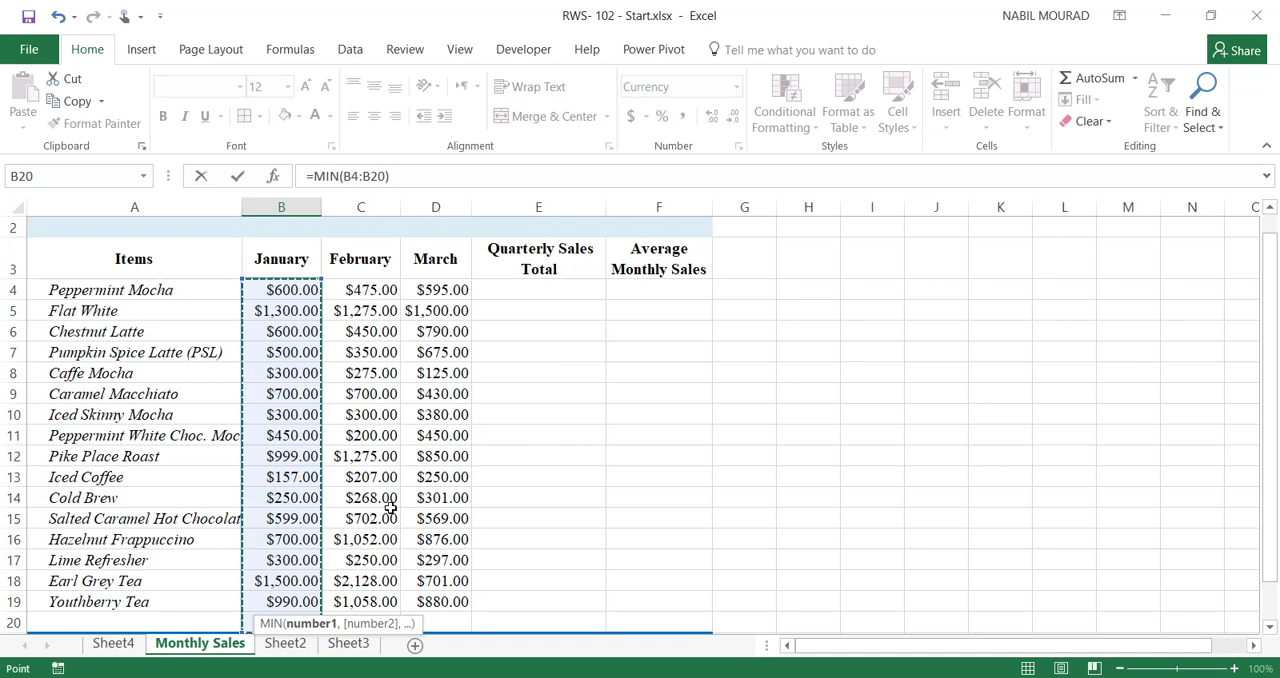 RWS- 102 - Start.xlsx - Excel
NABIL MOURAD
File Home Insert Page Layout Formulas Data Review View Developer Help Power Pivot Tell me what you want to do Share
Paste
Cut
Copy
Format Painter
Clipboard
12
B I U
Font
Wrap Text
Merge & Center
Alignment
Currency
$ % ,
Number
Conditional Formatting
Format as Table
Cell Styles
Styles
Insert Delete Format
Cells
AutoSum
Fill
Clear
Sort & Filter
Find & Select
Editing
B20 fx =MIN(B4:B20)
A B C D E F G H I J K L M N
2
3 Items January February March Quarterly Sales Total Average Monthly Sales
4 Peppermint Mocha $600.00 $475.00 $595.00
5 Flat White $1,300.00 $1,275.00 $1,500.00
6 Chestnut Latte $600.00 $450.00 $790.00
7 Pumpkin Spice Latte (PSL) $500.00 $350.00 $675.00
8 Caffe Mocha $300.00 $275.00 $125.00
9 Caramel Macchiato $700.00 $700.00 $430.00
10 Iced Skinny Mocha $300.00 $300.00 $380.00
11 Peppermint White Choc. Moc $450.00 $200.00 $450.00
12 Pike Place Roast $999.00 $1,275.00 $850.00
13 Iced Coffee $157.00 $207.00 $250.00
14 Cold Brew $250.00 $268.00 $301.00
15 Salted Caramel Hot Chocolat $599.00 $702.00 $569.00
16 Hazelnut Frappuccino $700.00 $1,052.00 $876.00
17 Lime Refresher $300.00 $250.00 $297.00
18 Earl Grey Tea $1,500.00 $2,128.00 $701.00
19 Youthberry Tea $990.00 $1,058.00 $880.00
20
MIN(number1, [number2], ...)
Sheet4 Monthly Sales Sheet2 Sheet3
Point
100%